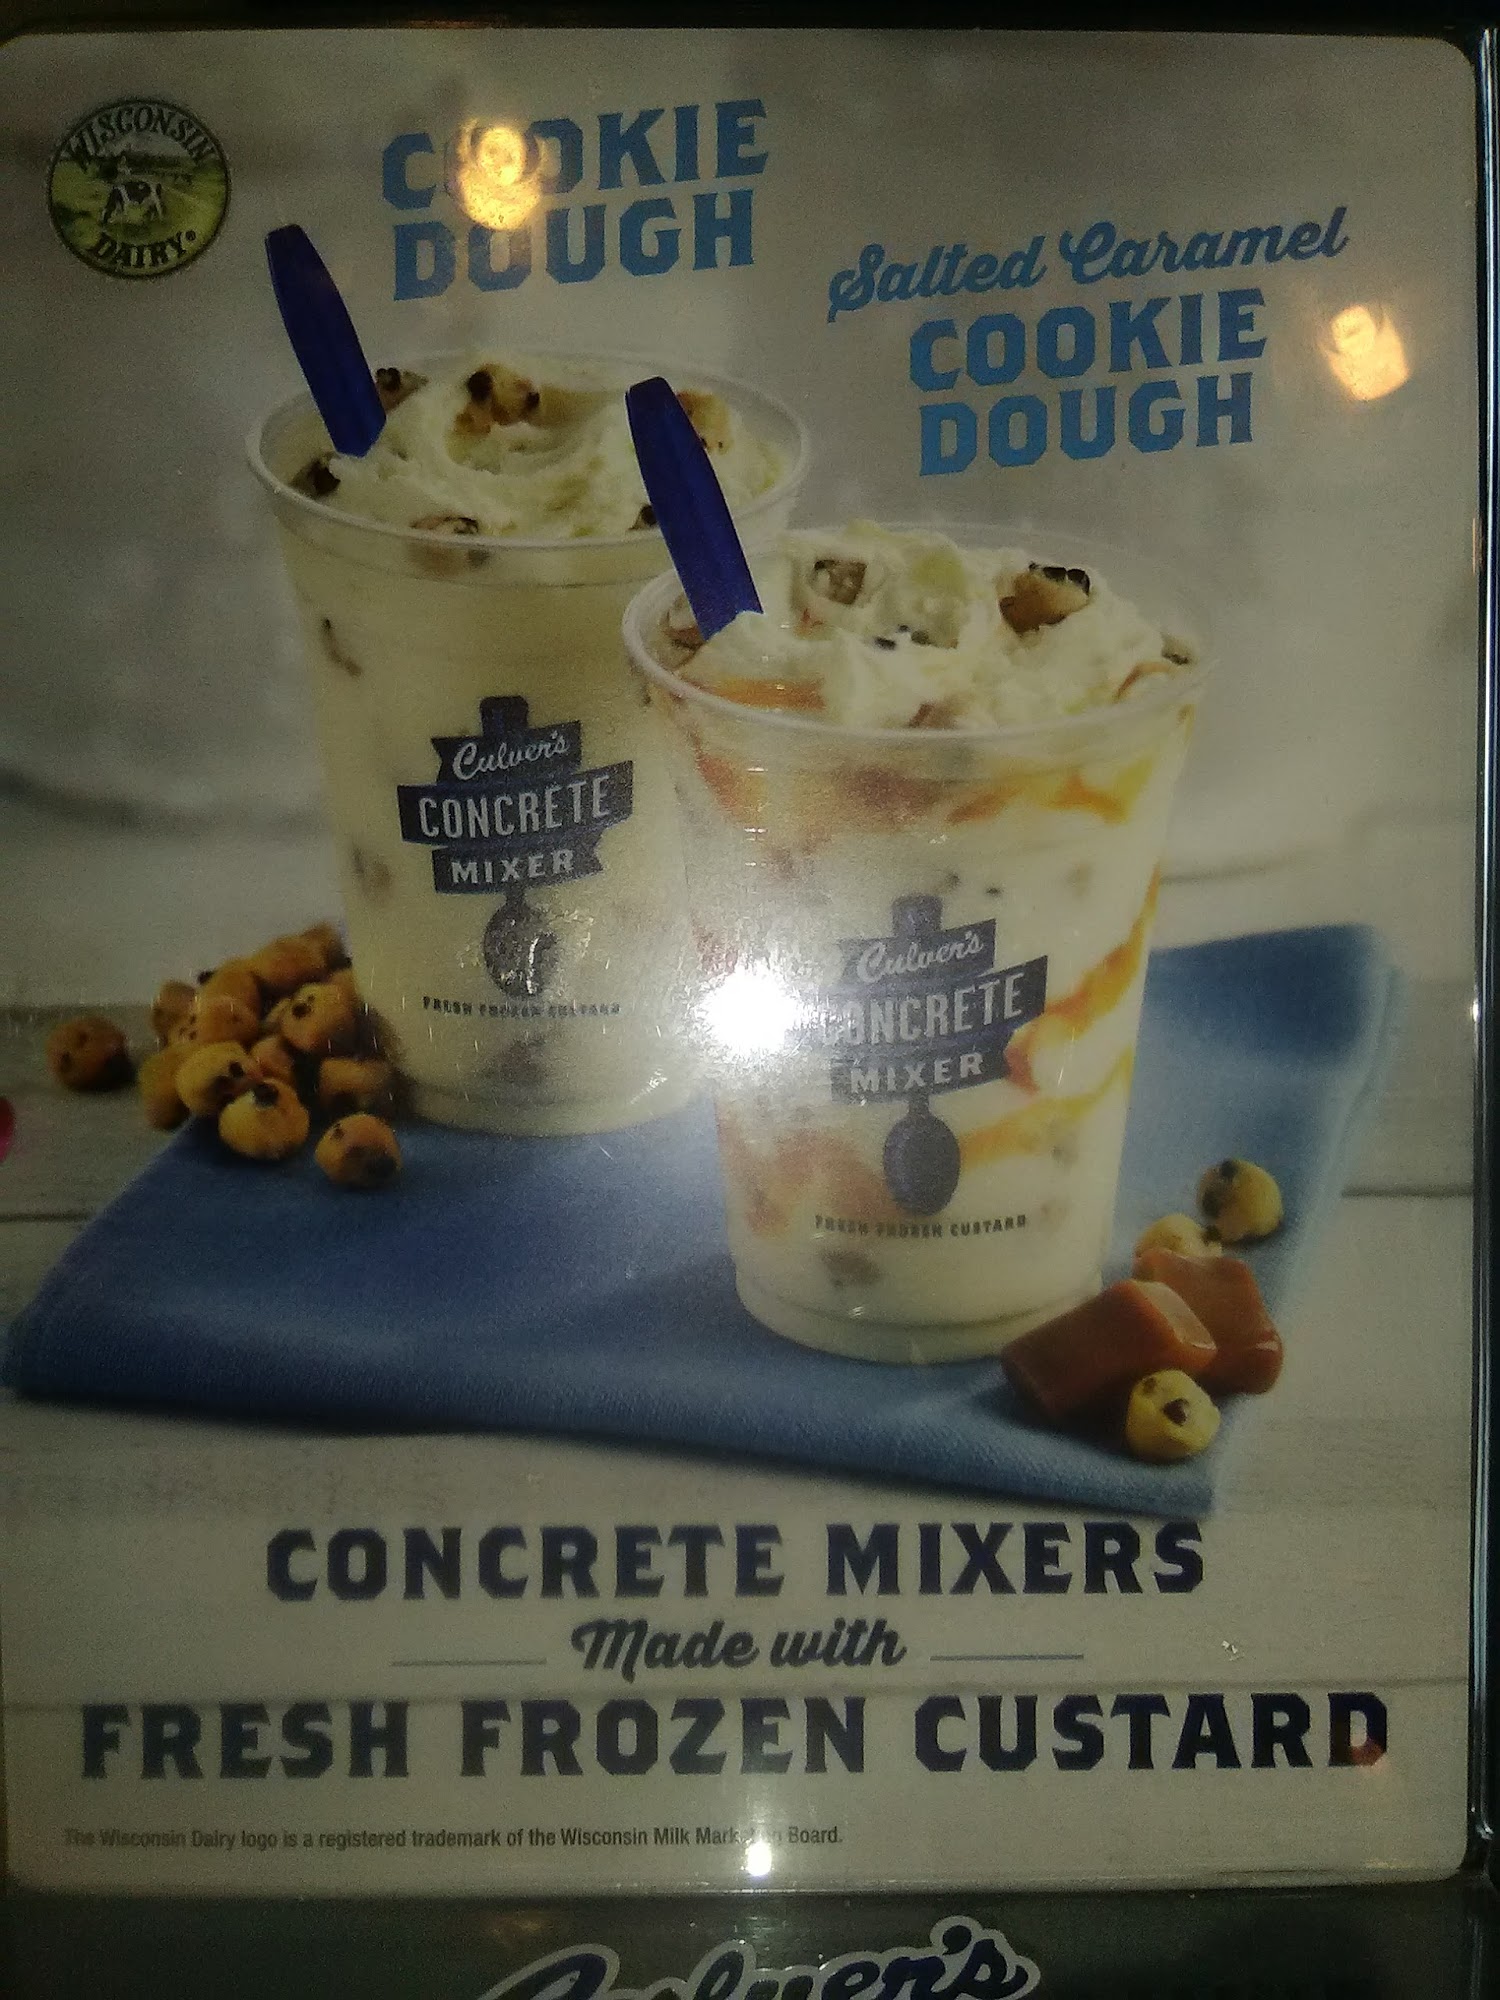 WISCONSIN
DAIRY®
COOKIE
DOUGH
Salted Caramel
COOKIE
DOUGH
Culver's
CONCRETE
MIXER
FRESH FROZEN CUSTARD
Culver's
CONCRETE
MIXER
FRESH FROZEN CUSTARD
CONCRETE MIXERS
Made with
FRESH FROZEN CUSTARD
The Wisconsin Dairy logo is a registered trademark of the Wisconsin Milk Marketing Board.
Culver's